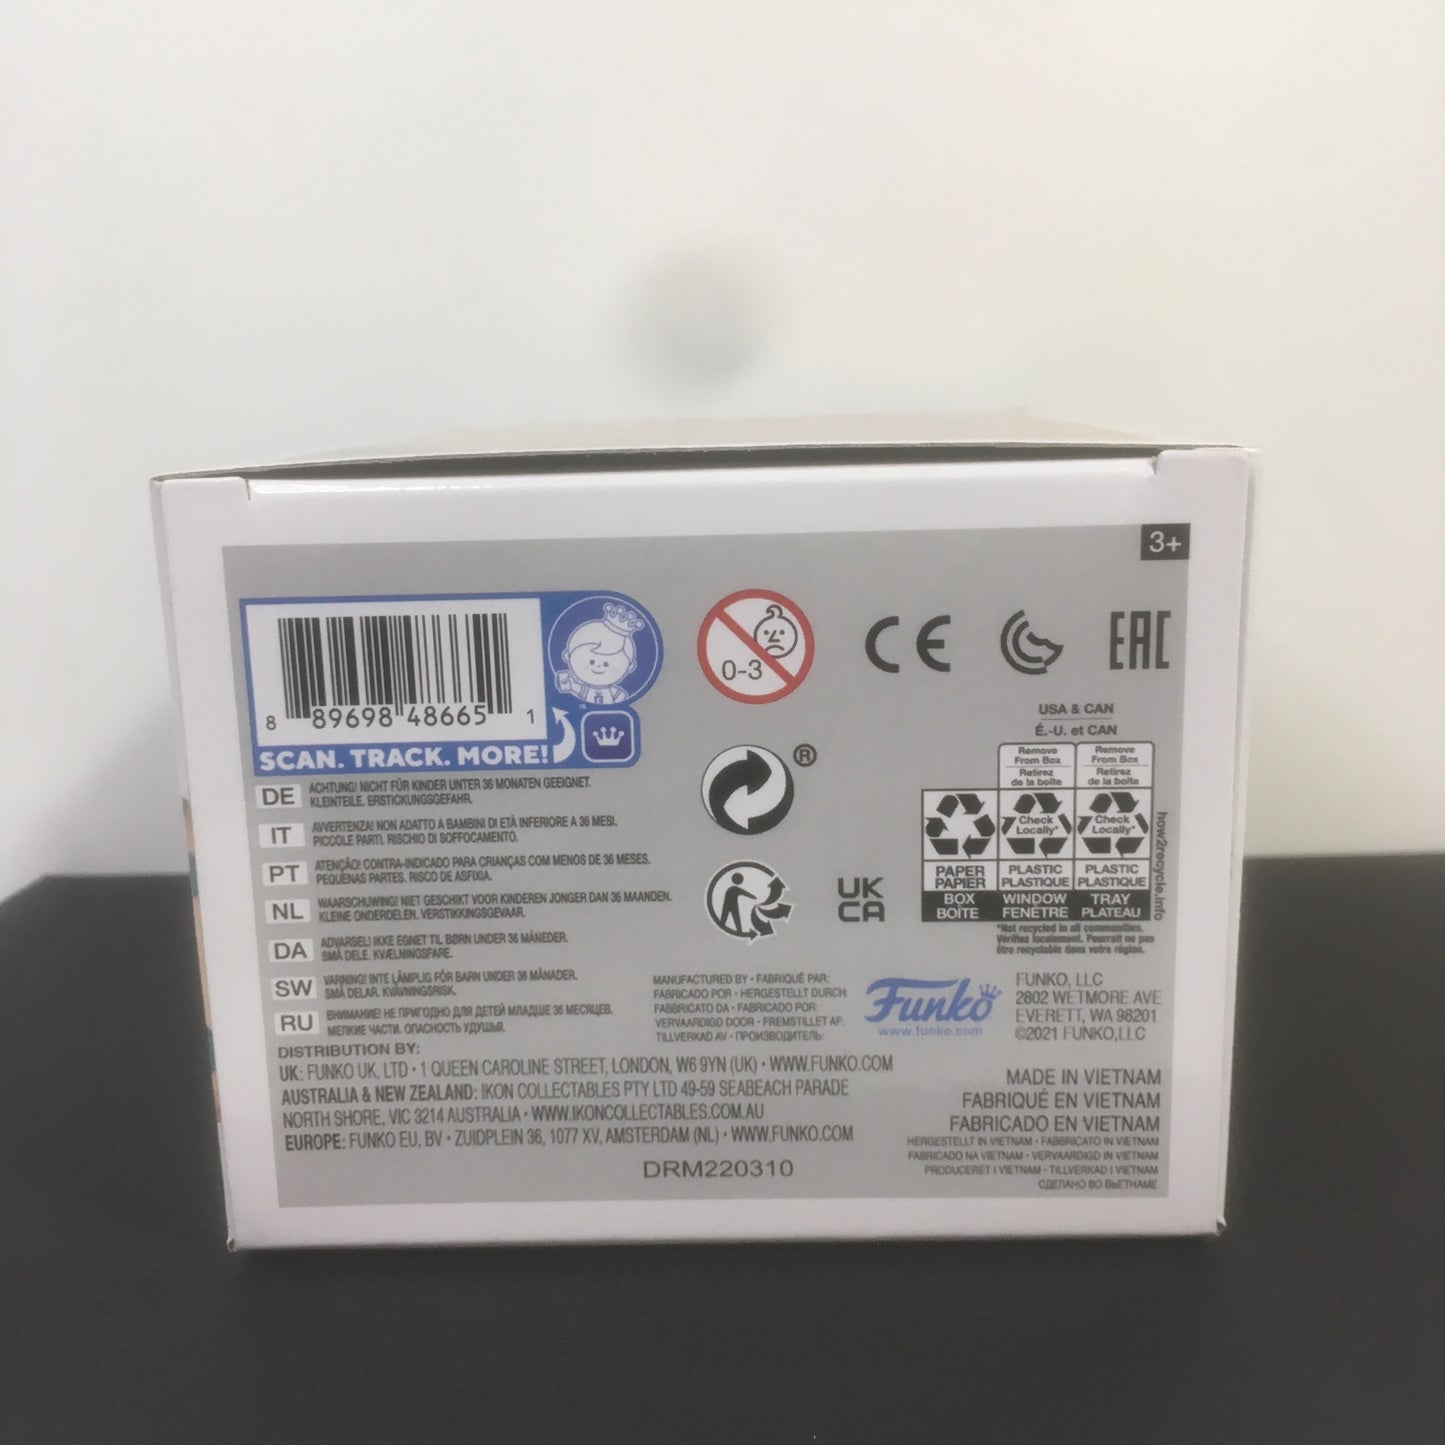 3+
8 89698 48665 1
SCAN. TRACK. MORE!
™
0-3
CE
EAC
®
UK
CA
USA & CAN
É.-U. et CAN
Remove
From Box
Retirez
de la boîte
Remove
From Box
Retirez
de la boîte
Check
Locally*
Check
Locally*
PAPER
PAPIER
PLASTIC
PLASTIQUE
PLASTIC
PLASTIQUE
BOX
BOÎTE
WINDOW
FENÊTRE
TRAY
PLATEAU
how2recycle.info
*Not recycled in all communities.
Vérifiez localement. Pourrait ne pas
être recyclable dans votre région.
DE ACHTUNG! NICHT FÜR KINDER UNTER 36 MONATEN GEEIGNET.
KLEINTEILE. ERSTICKUNGSGEFAHR.
IT AVVERTENZA! NON ADATTO A BAMBINI DI ETÀ INFERIORE A 36 MESI.
PICCOLE PARTI. RISCHIO DI SOFFOCAMENTO.
PT ATENÇÃO! CONTRA-INDICADO PARA CRIANÇAS COM MENOS DE 36 MESES.
PEQUENAS PARTES. RISCO DE ASFIXIA.
NL WAARSCHUWING! NIET GESCHIKT VOOR KINDEREN JONGER DAN 36 MAANDEN.
KLEINE ONDERDELEN. VERSTIKKINGSGEVAAR.
DA ADVARSEL! IKKE EGNET TIL BØRN UNDER 36 MÅNEDER.
SMÅ DELE. KVÆLNINGSFARE.
SW VARNING! INTE LÄMPLIG FÖR BARN UNDER 36 MÅNADER.
SMÅ DELAR. KVÄVNINGSRISK.
RU ВНИМАНИЕ! НЕ ПРИГОДНО ДЛЯ ДЕТЕЙ МЛАДШЕ 36 МЕСЯЦЕВ.
МЕЛКИЕ ЧАСТИ. ОПАСНОСТЬ УДУШЬЯ.
MANUFACTURED BY • FABRIQUÉ PAR:
FABRICADO POR • HERGESTELLT DURCH:
FABBRICATO DA • FABRICADO POR:
VERVAARDIGD DOOR • FREMSTILLET AF:
TILLVERKAD AV • ПРОИЗВОДИТЕЛЬ:
Funko
www.funko.com
FUNKO, LLC
2802 WETMORE AVE
EVERETT, WA 98201
©2021 FUNKO,LLC
DISTRIBUTION BY:
UK: FUNKO UK, LTD • 1 QUEEN CAROLINE STREET, LONDON, W6 9YN (UK) • WWW.FUNKO.COM
AUSTRALIA & NEW ZEALAND: IKON COLLECTABLES PTY LTD 49-59 SEABEACH PARADE
NORTH SHORE, VIC 3214 AUSTRALIA • WWW.IKONCOLLECTABLES.COM.AU
EUROPE: FUNKO EU, BV • ZUIDPLEIN 36, 1077 XV, AMSTERDAM (NL) • WWW.FUNKO.COM
DRM220310
MADE IN VIETNAM
FABRIQUÉ EN VIETNAM
FABRICADO EN VIETNAM
HERGESTELLT IN VIETNAM • FABBRICATO IN VIETNAM
FABRICADO NA VIETNAM • VERVAARDIGD IN VIETNAM
PRODUCERET I VIETNAM • TILLVERKAD I VIETNAM
СДЕЛАНО ВО ВЬЕТНАМЕ